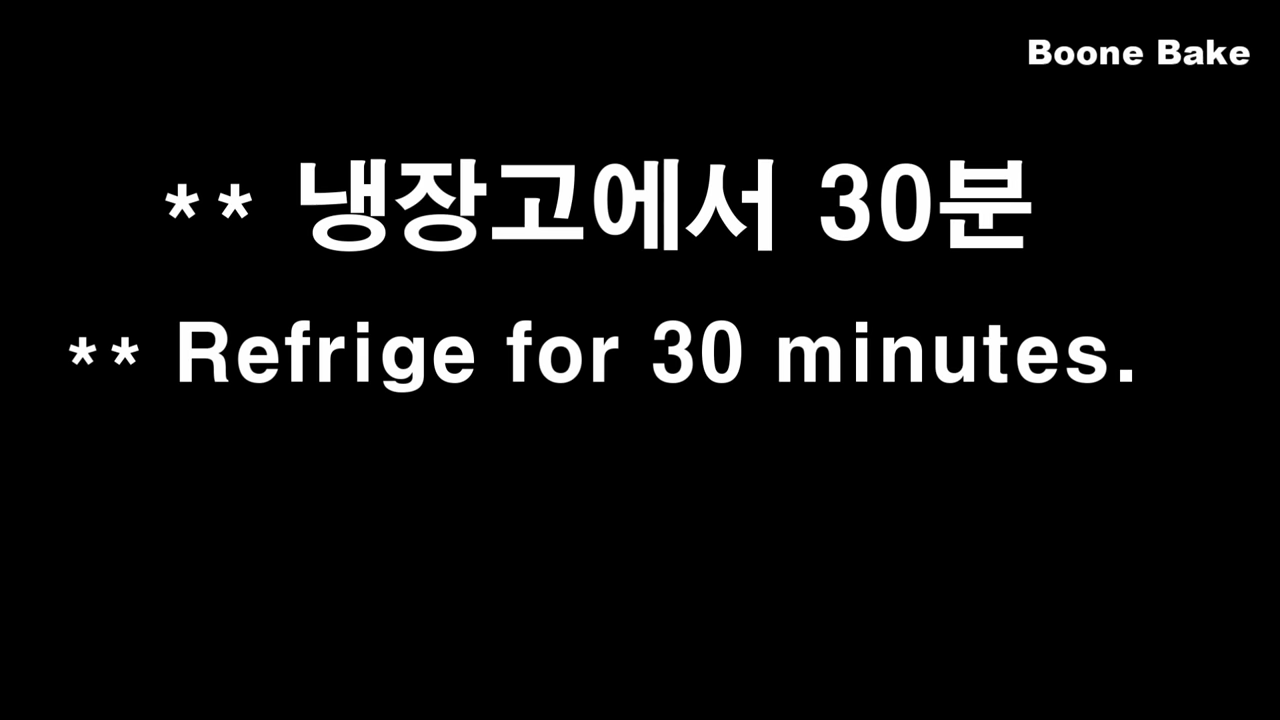 Boone Bake
** 냉장고에서 30분
** Refrige for 30 minutes.